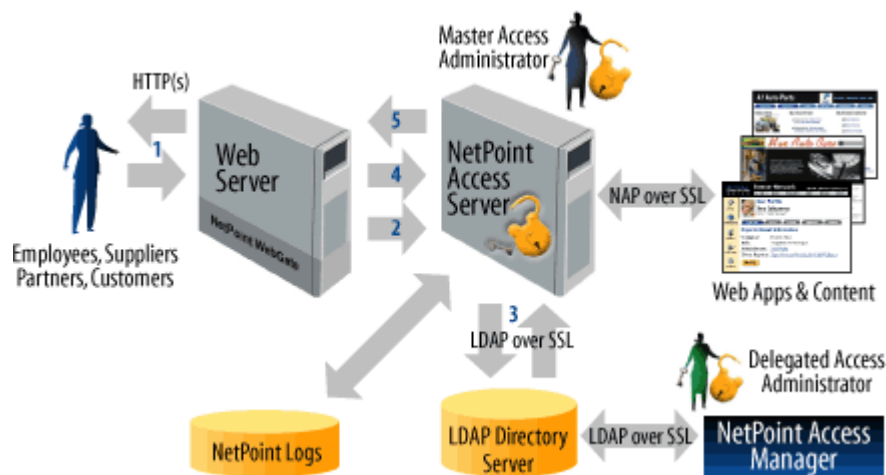 Master Access
Administrator
HTTP(s)
1
Web
Server
NetPoint WebGate
5
4
2
NetPoint
Access
Server
NAP over SSL
Employees, Suppliers
Partners, Customers
Web Apps & Content
3
LDAP over SSL
Delegated Access
Administrator
NetPoint Logs
LDAP Directory
Server
LDAP over SSL
NetPoint Access
Manager